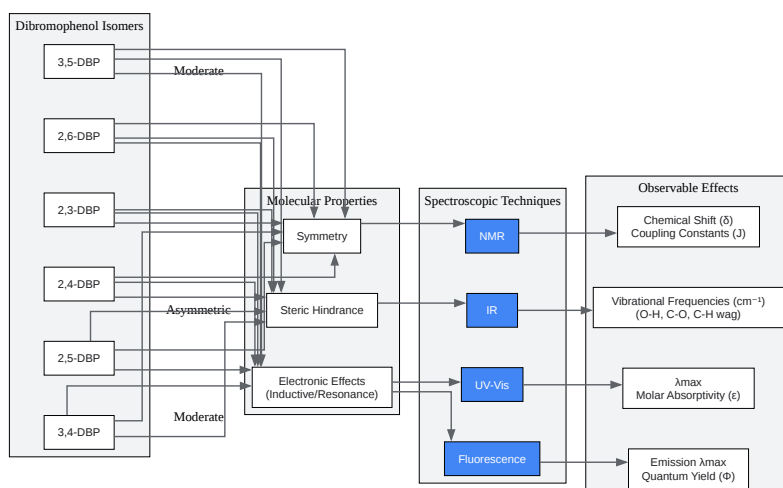 Dibromophenol Isomers
3,5-DBP
Moderate
2,6-DBP
2,3-DBP
2,4-DBP
Asymmetric
2,5-DBP
Moderate
3,4-DBP
Molecular Properties
Symmetry
Steric Hindrance
Electronic Effects
(Inductive/Resonance)
Spectroscopic Techniques
NMR
IR
UV-Vis
Fluorescence
Observable Effects
Chemical Shift (δ)
Coupling Constants (J)
Vibrational Frequencies (cm⁻¹)
(O-H, C-O, C-H wag)
λmax
Molar Absorptivity (ε)
Emission λmax
Quantum Yield (Φ)